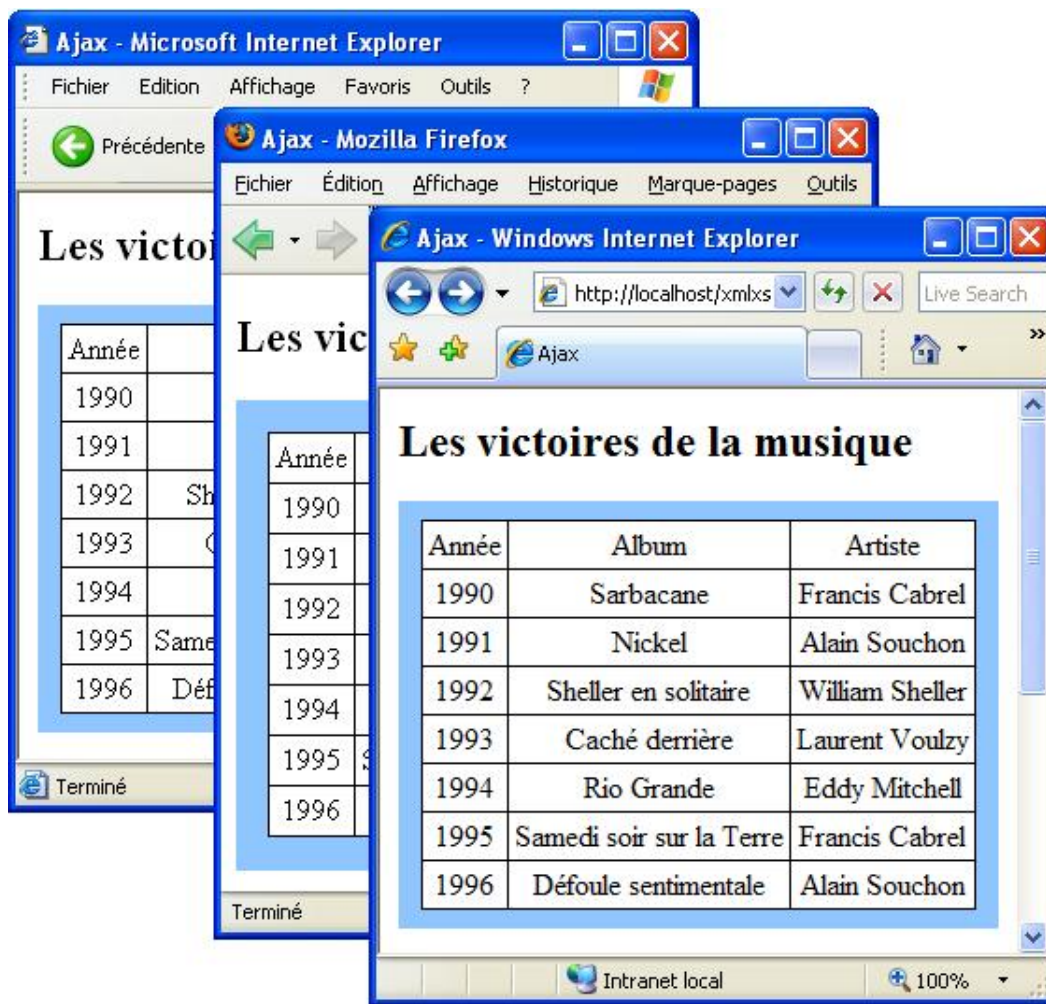 Ajax - Microsoft Internet Explorer
Fichier Edition Affichage Favoris Outils ?
Précédente
Les victoi
Année
1990
1991
1992 Sh
1993
1994
1995 Same
1996 Déf
Terminé
Ajax - Mozilla Firefox
Fichier Édition Affichage Historique Marque-pages Outils
Les vic
Année
1990
1991
1992
1993
1994
1995
1996
Terminé
Ajax - Windows Internet Explorer
http://localhost/xmlxs Live Search
Ajax
Les victoires de la musique
Année Album Artiste
1990 Sarbacane Francis Cabrel
1991 Nickel Alain Souchon
1992 Sheller en solitaire William Sheller
1993 Caché derrière Laurent Voulzy
1994 Rio Grande Eddy Mitchell
1995 Samedi soir sur la Terre Francis Cabrel
1996 Défoule sentimentale Alain Souchon
Intranet local 100%